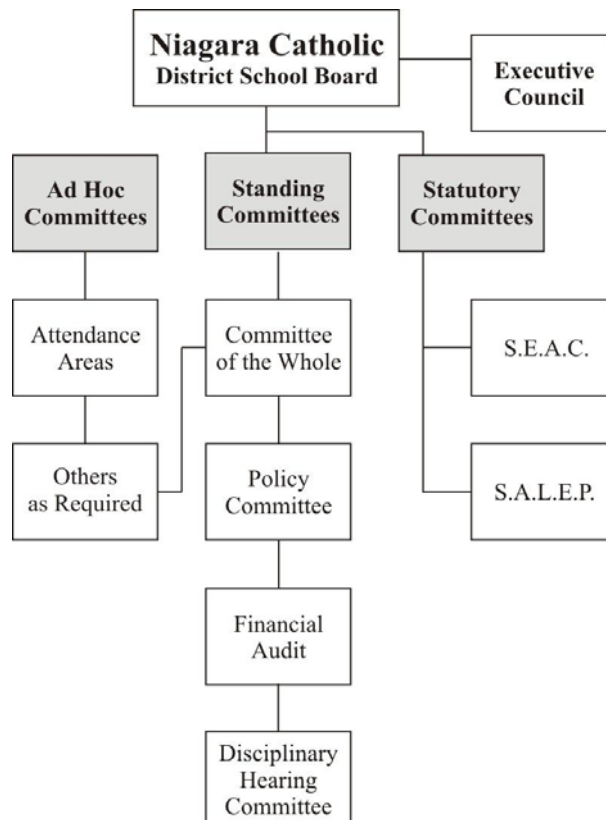 Niagara Catholic
District School Board
Executive
Council
Ad Hoc
Committees
Standing
Committees
Statutory
Committees
Attendance
Areas
Committee
of the Whole
S.E.A.C.
Others
as Required
Policy
Committee
S.A.L.E.P.
Financial
Audit
Disciplinary
Hearing
Committee